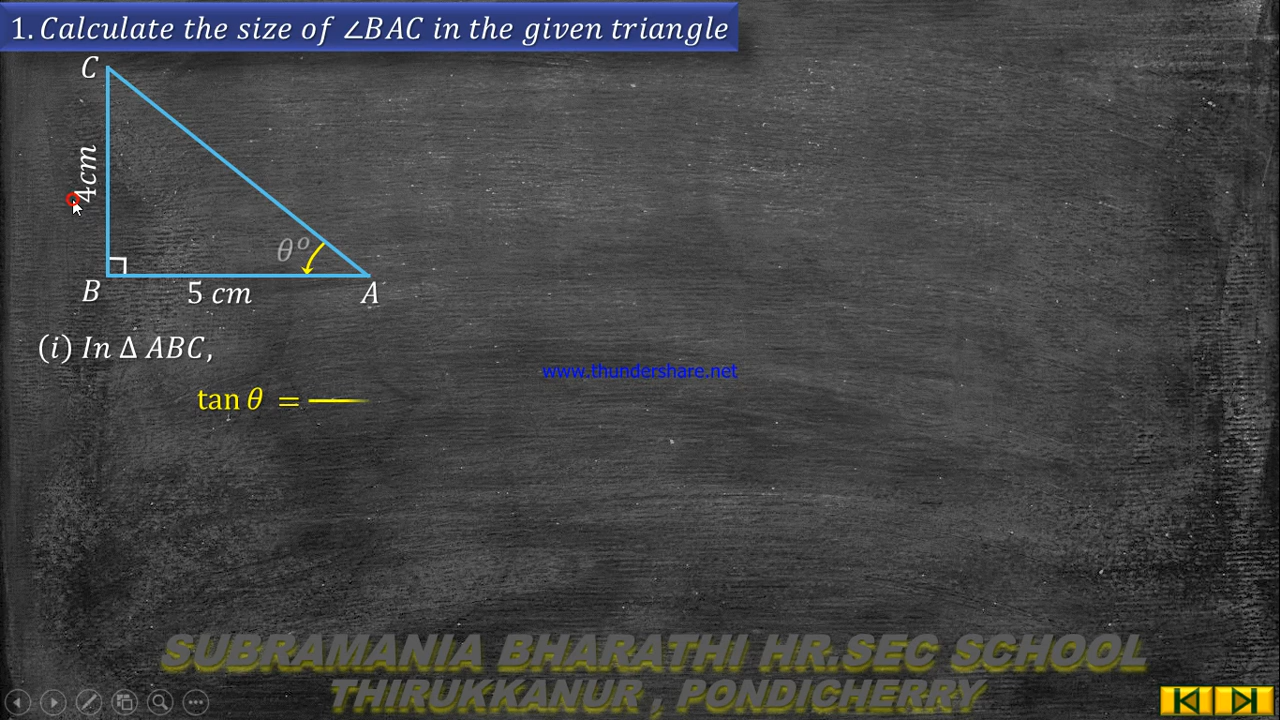 1. Calculate the size of ∠BAC in the given triangle
C
4cm
θ°
B
5 cm
A
(i) In Δ ABC,
www.thundershare.net
tan θ =
SUBRAMANIA BHARATHI HR.SEC SCHOOL
THIRUKKANUR , PONDICHERRY